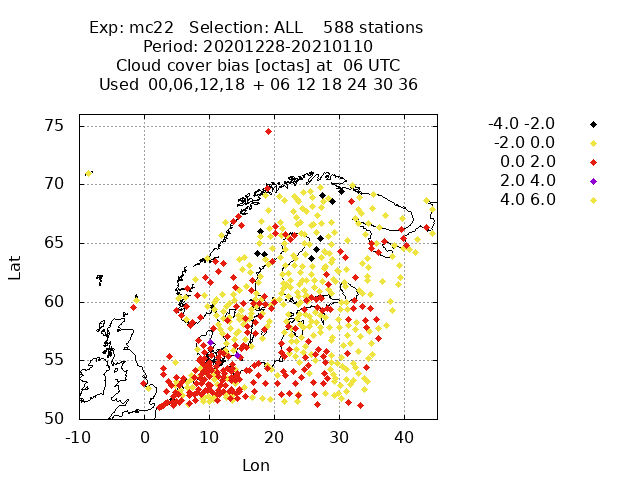 Exp: mc22 Selection: ALL 588 stations
Period: 20201228-20210110
Cloud cover bias [octas] at 06 UTC
Used 00,06,12,18 + 06 12 18 24 30 36
-4.0 -2.0
-2.0 0.0
0.0 2.0
2.0 4.0
4.0 6.0
75
70
65
60
55
50
Lat
-10 0 10 20 30 40
Lon